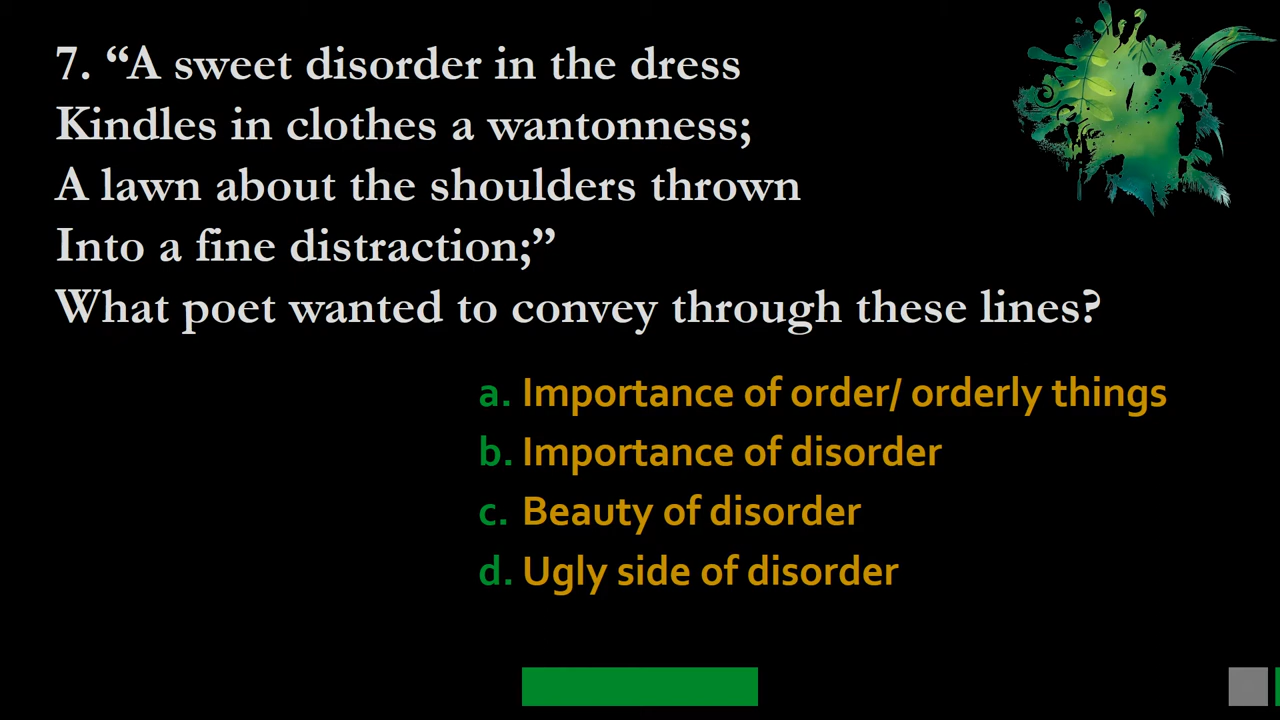 7. “A sweet disorder in the dress
Kindles in clothes a wantonness;
A lawn about the shoulders thrown
Into a fine distraction;”
What poet wanted to convey through these lines?
a. Importance of order/ orderly things
b. Importance of disorder
c. Beauty of disorder
d. Ugly side of disorder